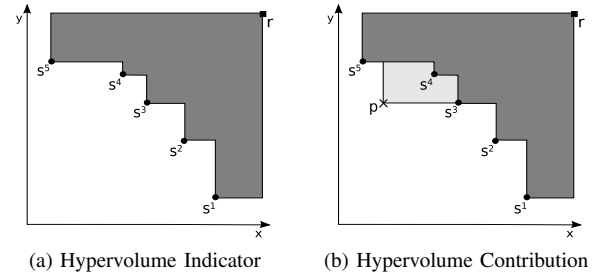 y
r
s⁵
s⁴
s³
s²
s¹
x
(a) Hypervolume Indicator
y
r
s⁵
s⁴
p
s³
s²
s¹
x
(b) Hypervolume Contribution